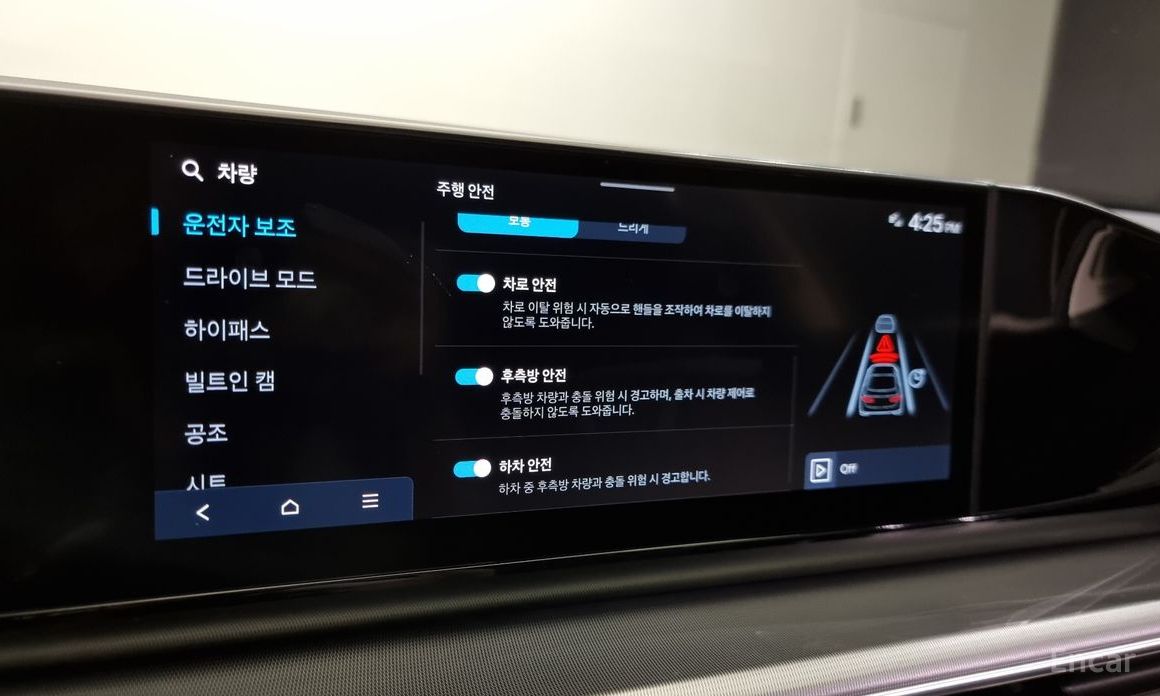 차량
운전자 보조
드라이브 모드
하이패스
빌트인 캠
공조
시트
주행 안전
보통
느리게
차로 안전
차로 이탈 위험 시 자동으로 핸들을 조작하여 차로를 이탈하지
않도록 도와줍니다.
후측방 안전
후측방 차량과 충돌 위험 시 경고하며, 출차 시 차량 제어로
충돌하지 않도록 도와줍니다.
하차 안전
하차 중 후측방 차량과 충돌 위험 시 경고합니다.
4:25 PM
Off
Encar